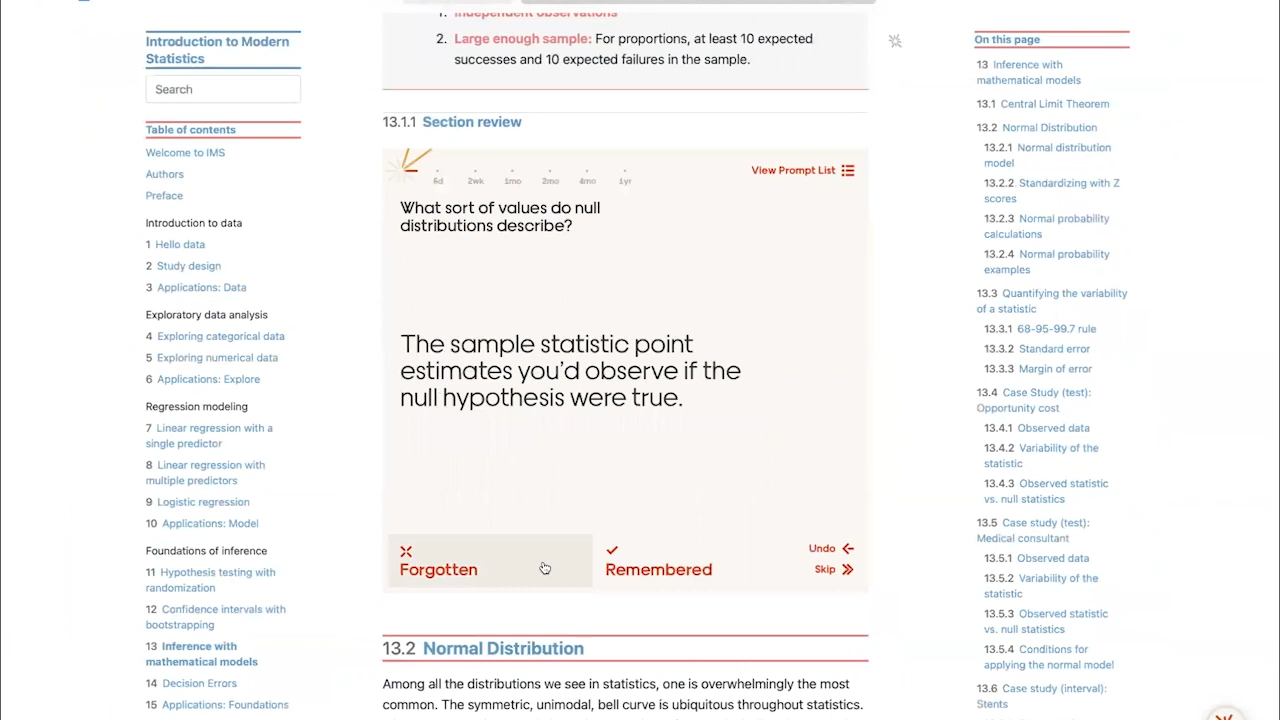 Introduction to Modern
Statistics
Search
Table of contents
Welcome to IMS
Authors
Preface
Introduction to data
1 Hello data
2 Study design
3 Applications: Data
Exploratory data analysis
4 Exploring categorical data
5 Exploring numerical data
6 Applications: Explore
Regression modeling
7 Linear regression with a
single predictor
8 Linear regression with
multiple predictors
9 Logistic regression
10 Applications: Model
Foundations of inference
11 Hypothesis testing with
randomization
12 Confidence intervals with
bootstrapping
13 Inference with
mathematical models
14 Decision Errors
15 Applications: Foundations
1. Independent observations
2. Large enough sample: For proportions, at least 10 expected
successes and 10 expected failures in the sample.
13.1.1 Section review
View Prompt List
5d 2wk 1mo 2mo 4mo 1yr
What sort of values do null
distributions describe?
The sample statistic point
estimates you'd observe if the
null hypothesis were true.
Forgotten
Remembered
Undo
Skip
13.2 Normal Distribution
Among all the distributions we see in statistics, one is overwhelmingly the most
common. The symmetric, unimodal, bell curve is ubiquitous throughout statistics.
On this page
13 Inference with
mathematical models
13.1 Central Limit Theorem
13.2 Normal Distribution
13.2.1 Normal distribution
model
13.2.2 Standardizing with Z
scores
13.2.3 Normal probability
calculations
13.2.4 Normal probability
examples
13.3 Quantifying the variability
of a statistic
13.3.1 68-95-99.7 rule
13.3.2 Standard error
13.3.3 Margin of error
13.4 Case Study (test):
Opportunity cost
13.4.1 Observed data
13.4.2 Variability of the
statistic
13.4.3 Observed statistic
vs. null statistics
13.5 Case study (test):
Medical consultant
13.5.1 Observed data
13.5.2 Variability of the
statistic
13.5.3 Observed statistic
vs. null statistics
13.5.4 Conditions for
applying the normal model
13.6 Case study (interval):
Stents